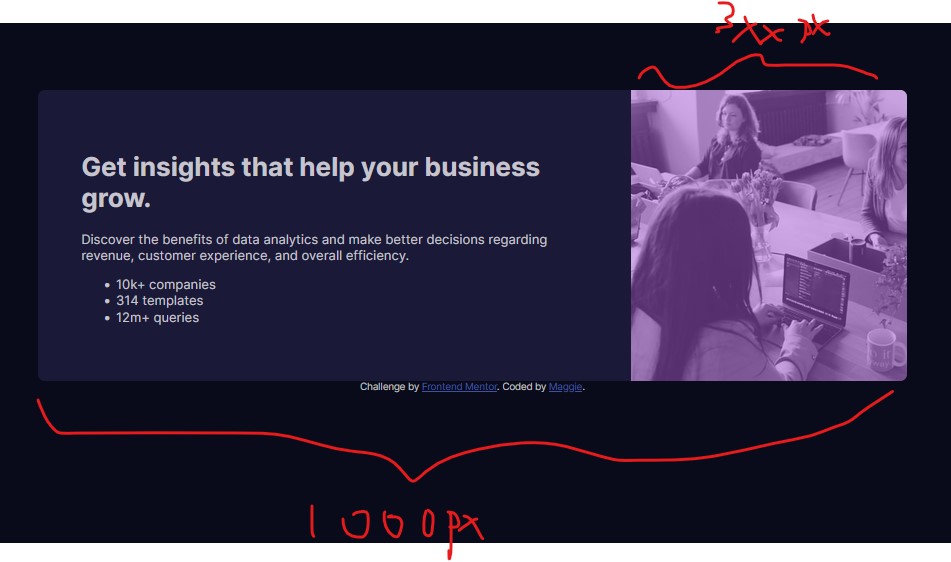 3xx px
Get insights that help your business
grow.
Discover the benefits of data analytics and make better decisions regarding
revenue, customer experience, and overall efficiency.
• 10k+ companies
• 314 templates
• 12m+ queries
Challenge by Frontend Mentor. Coded by Maggie.
1000px